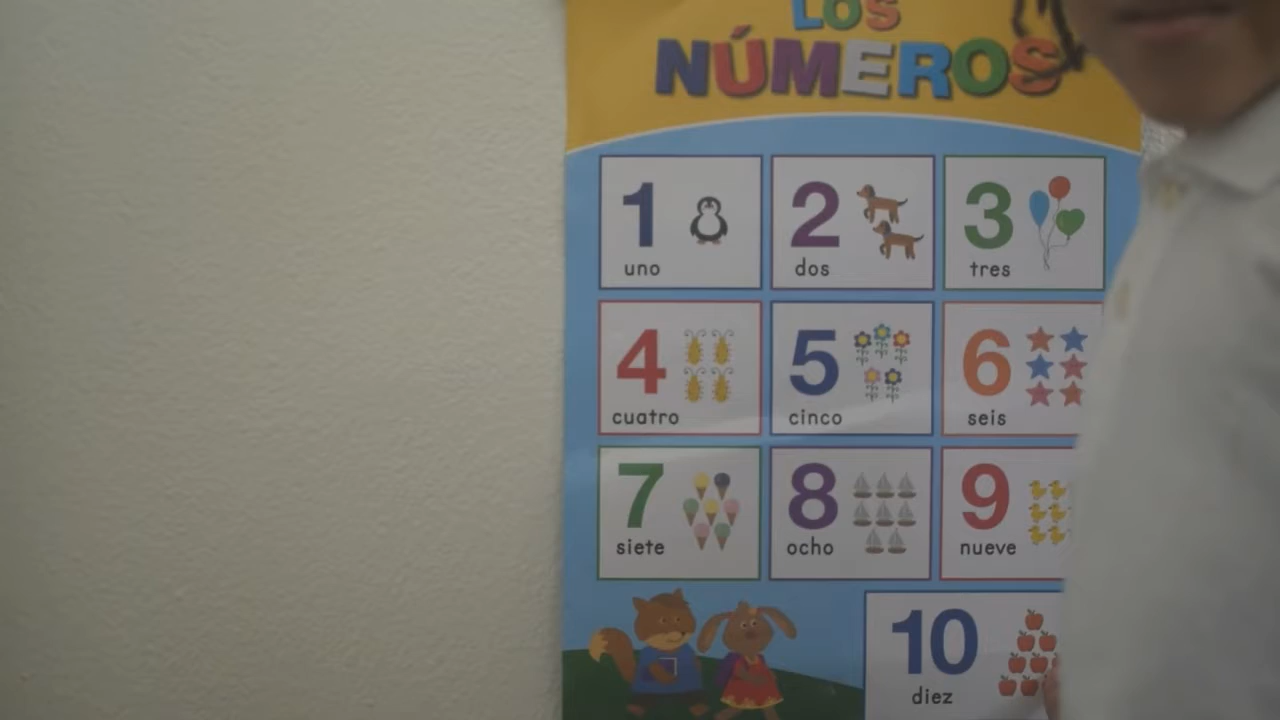 LOS
NÚMEROS
1
uno
2
dos
3
tres
4
cuatro
5
cinco
6
seis
7
siete
8
ocho
9
nueve
10
diez